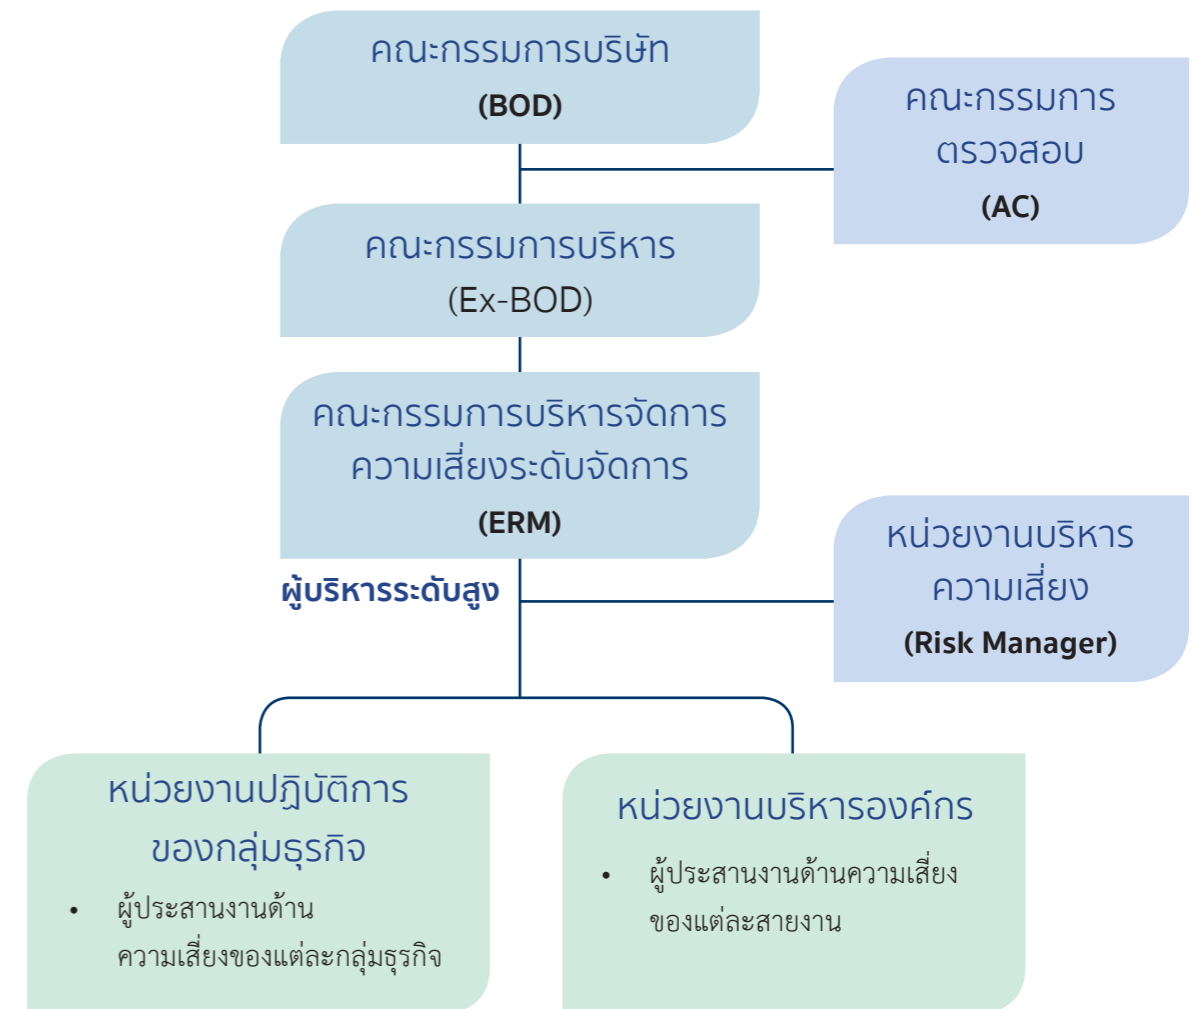 คณะกรรมการบริษัท
(BOD)
คณะกรรมการ
ตรวจสอบ
(AC)
คณะกรรมการบริหาร
(Ex-BOD)
คณะกรรมการบริหารจัดการ
ความเสี่ยงระดับจัดการ
(ERM)
ผู้บริหารระดับสูง
หน่วยงานบริหาร
ความเสี่ยง
(Risk Manager)
หน่วยงานปฏิบัติการ
ของกลุ่มธุรกิจ
• ผู้ประสานงานด้าน
ความเสี่ยงของแต่ละกลุ่มธุรกิจ
หน่วยงานบริหารองค์กร
• ผู้ประสานงานด้านความเสี่ยง
ของแต่ละสายงาน